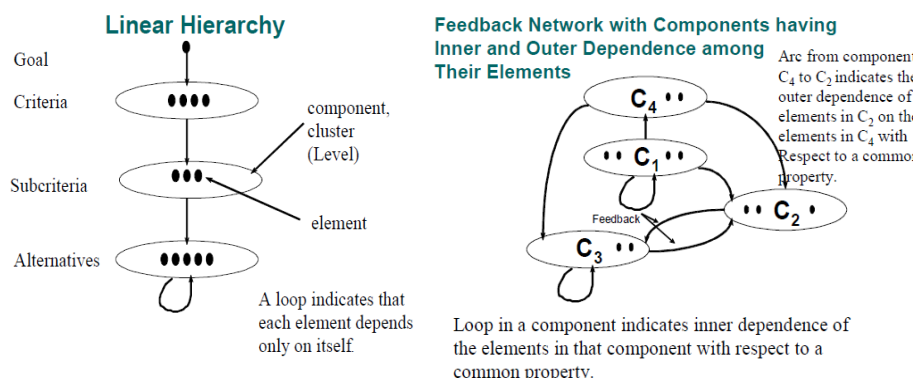 Linear Hierarchy
Goal
Criteria
Subcriteria
Alternatives
component,
cluster
(Level)
element
A loop indicates that
each element depends
only on itself.
Feedback Network with Components having
Inner and Outer Dependence among
Their Elements
Arc from component
C4 to C2 indicates the
outer dependence of
elements in C2 on the
elements in C4 with
Respect to a common
property.
C4
C1
Feedback
C2
C3
Loop in a component indicates inner dependence of
the elements in that component with respect to a
common property.